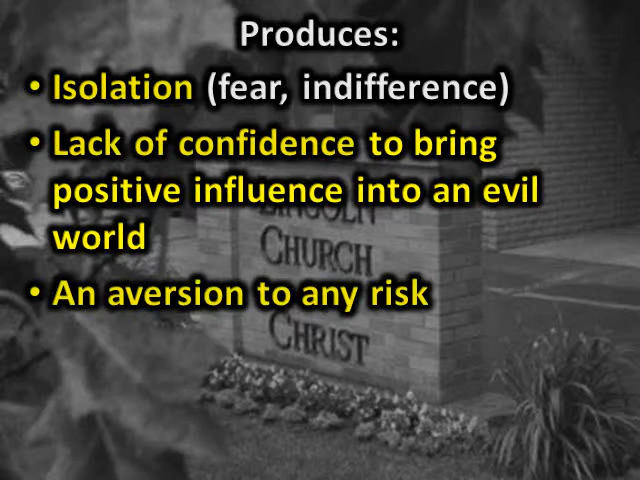 Produces:
• Isolation (fear, indifference)
• Lack of confidence to bring
positive influence into an evil
world
LINCOLN
CHURCH
• An aversion to any risk
CHRIST